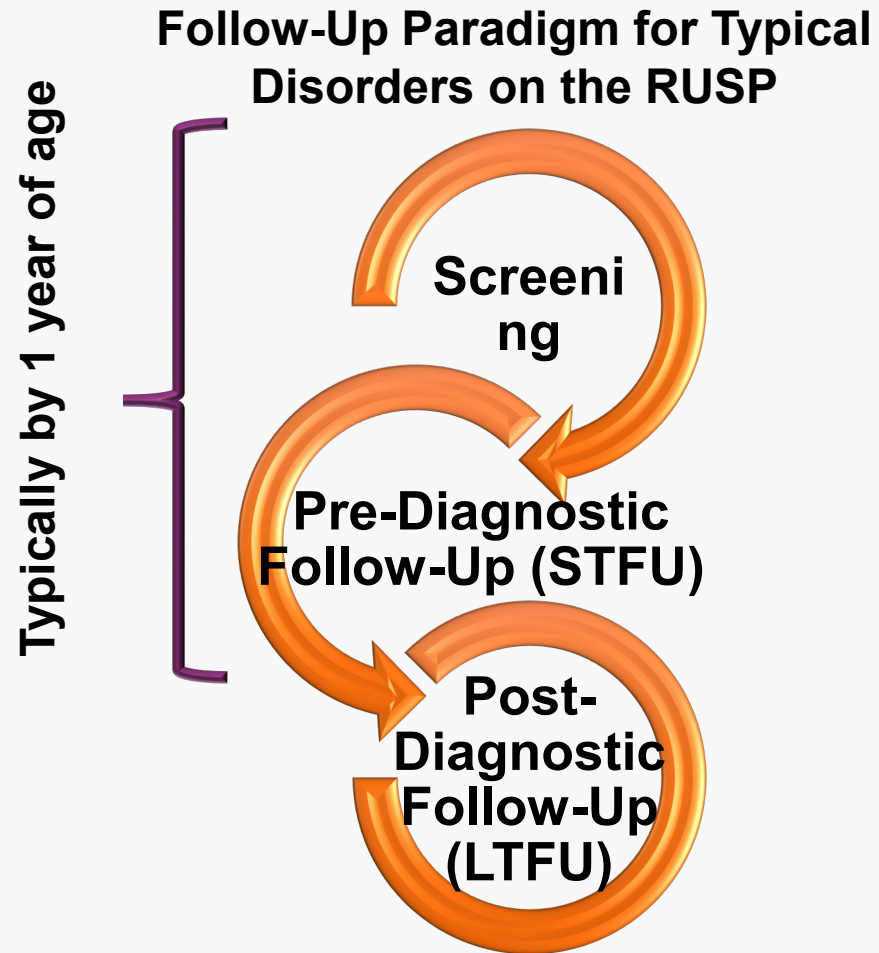 Follow-Up Paradigm for Typical
Disorders on the RUSP
Typically by 1 year of age
Screeni
ng
Pre-Diagnostic
Follow-Up (STFU)
Post-
Diagnostic
Follow-Up
(LTFU)